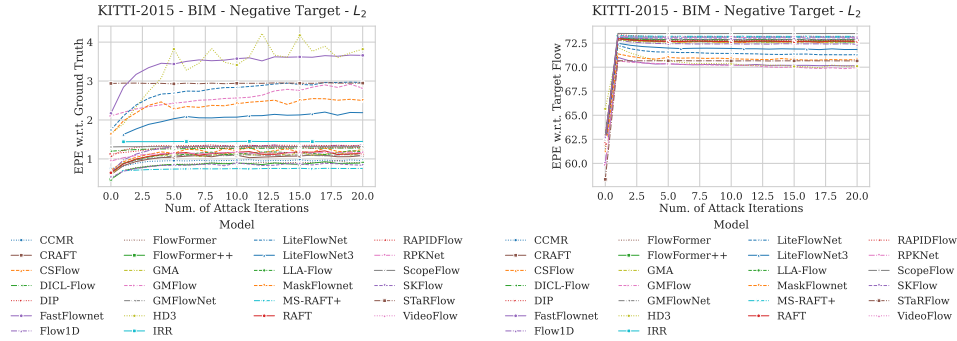 KITTI-2015 - BIM - Negative Target - L2
EPE w.r.t. Ground Truth
4
3
2
1
0.0 2.5 5.0 7.5 10.0 12.5 15.0 17.5 20.0
Num. of Attack Iterations
Model
CCMR FlowFormer LiteFlowNet RAPIDFlow
CRAFT FlowFormer++ LiteFlowNet3 RPKNet
CSFlow GMA LLA-Flow ScopeFlow
DICL-Flow GMFlow MaskFlownet SKFlow
DIP GMFlowNet MS-RAFT+ STaRFlow
FastFlownet HD3 RAFT VideoFlow
Flow1D IRR
KITTI-2015 - BIM - Negative Target - L2
EPE w.r.t. Target Flow
72.5
70.0
67.5
65.0
62.5
60.0
0.0 2.5 5.0 7.5 10.0 12.5 15.0 17.5 20.0
Num. of Attack Iterations
Model
CCMR FlowFormer LiteFlowNet RAPIDFlow
CRAFT FlowFormer++ LiteFlowNet3 RPKNet
CSFlow GMA LLA-Flow ScopeFlow
DICL-Flow GMFlow MaskFlownet SKFlow
DIP GMFlowNet MS-RAFT+ STaRFlow
FastFlownet HD3 RAFT VideoFlow
Flow1D IRR